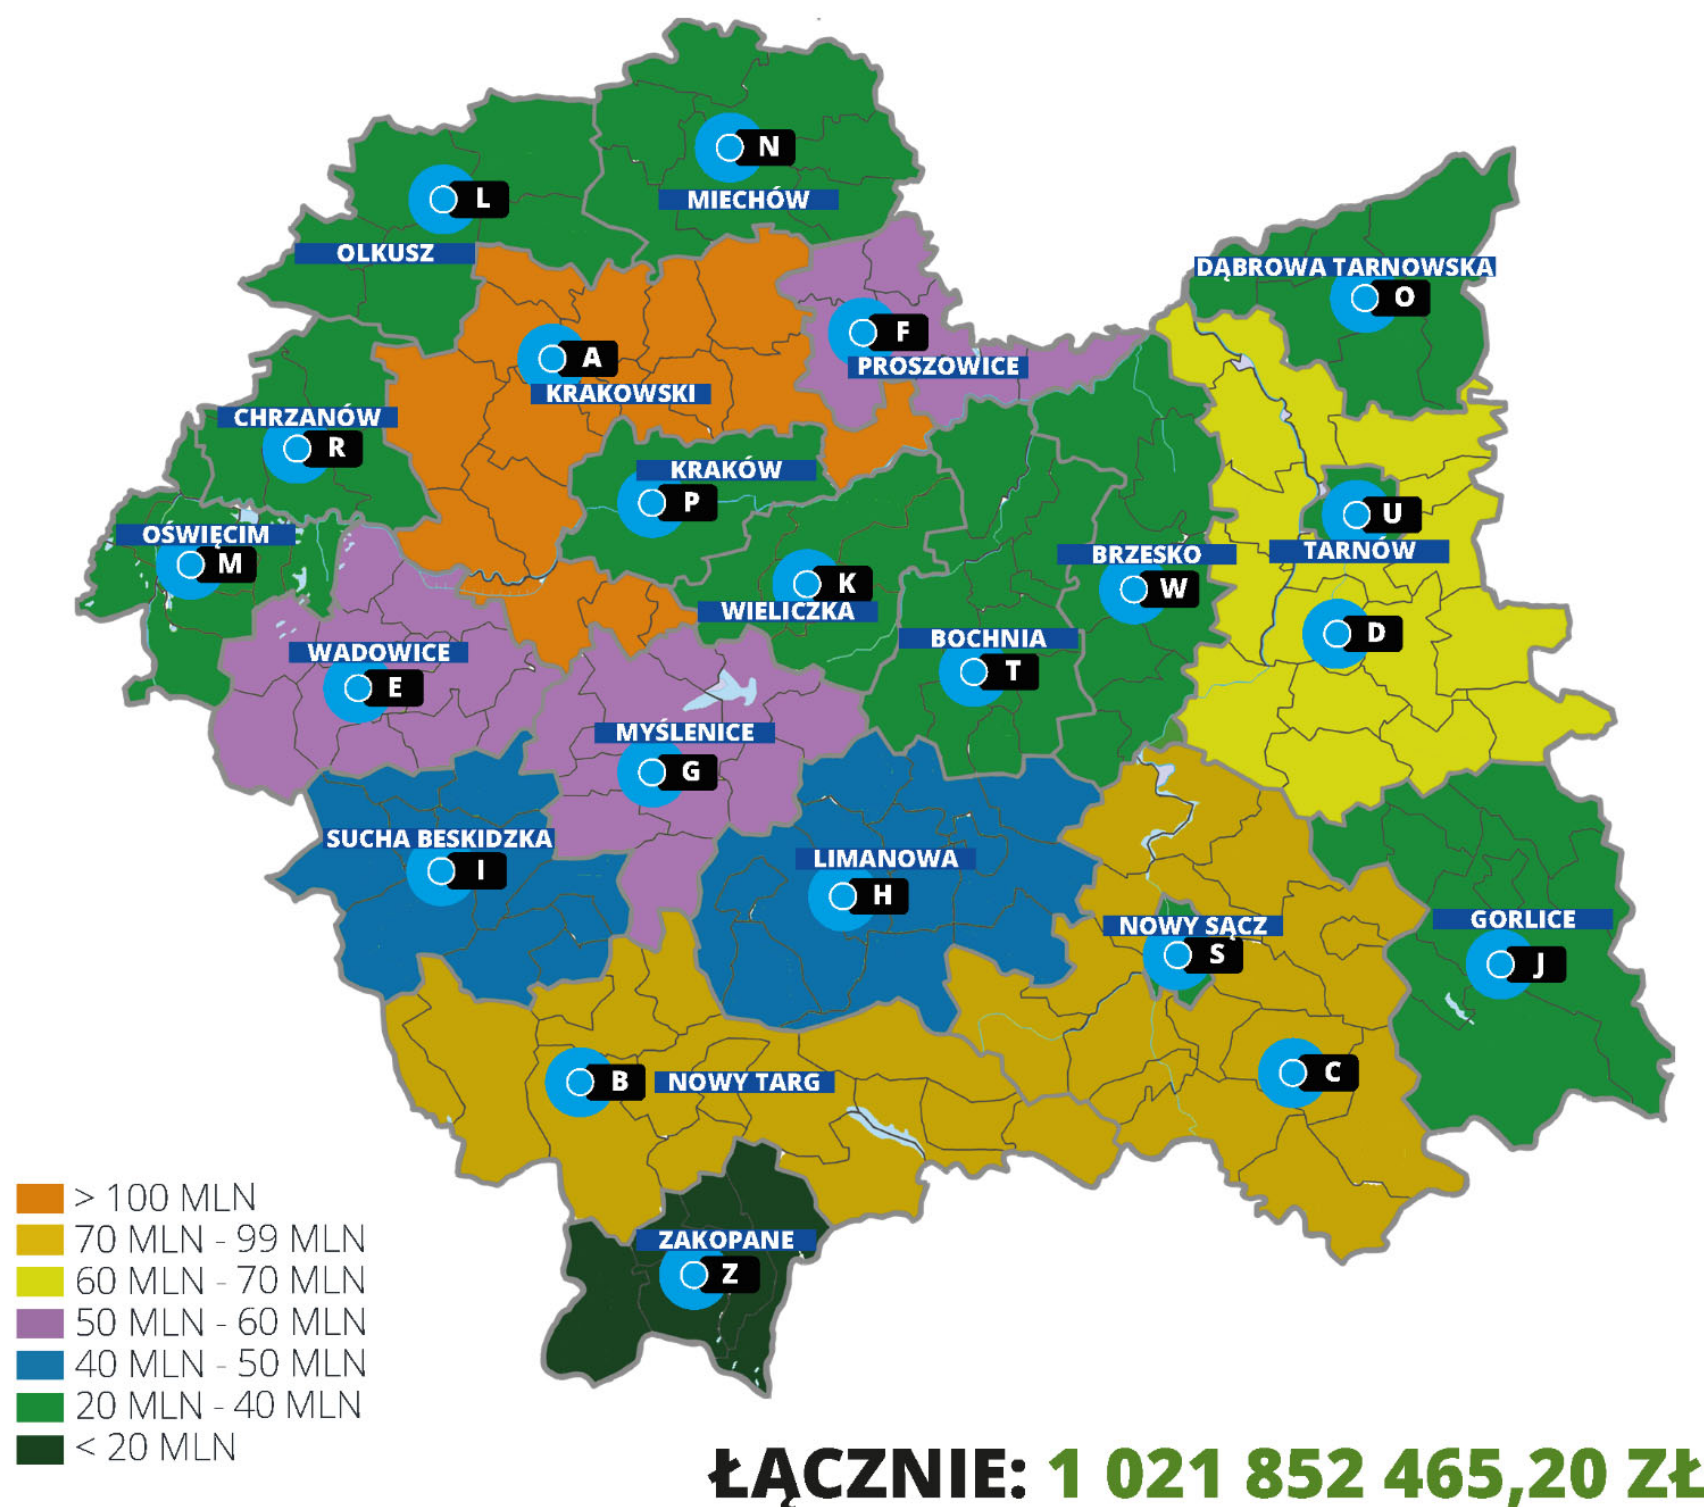 N
MIECHÓW
L
OLKUSZ
DĄBROWA TARNOWSKA
O
F
PROSZOWICE
A
KRAKOWSKI
CHRZANÓW
R
KRAKÓW
P
U
TARNÓW
OŚWIĘCIM
M
BRZESKO
W
K
WIELICZKA
D
BOCHNIA
T
WADOWICE
E
MYŚLENICE
G
SUCHA BESKIDZKA
I
LIMANOWA
H
NOWY SĄCZ
S
GORLICE
J
C
B
NOWY TARG
ZAKOPANE
Z
> 100 MLN
70 MLN - 99 MLN
60 MLN - 70 MLN
50 MLN - 60 MLN
40 MLN - 50 MLN
20 MLN - 40 MLN
< 20 MLN
ŁĄCZNIE: 1 021 852 465,20 ZŁ